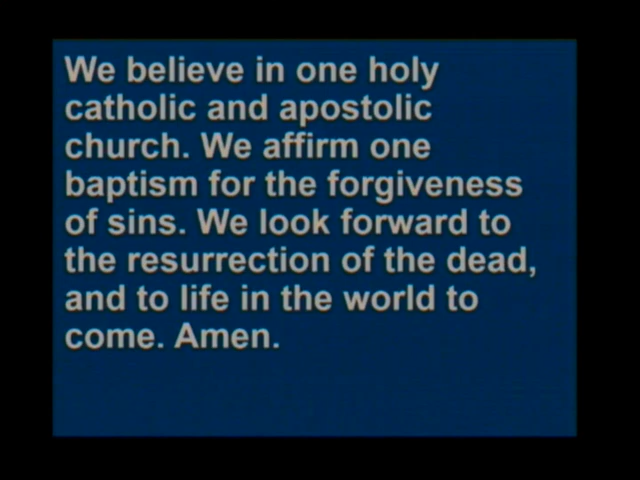 We believe in one holy
catholic and apostolic
church. We affirm one
baptism for the forgiveness
of sins. We look forward to
the resurrection of the dead,
and to life in the world to
come. Amen.